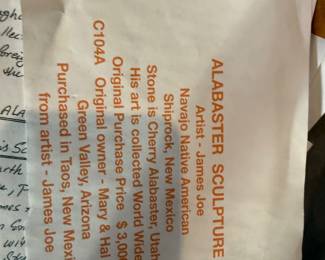 ALABASTER SCULPTURE
Artist - James Joe
Navajo Native American
Shiprock, New Mexico
Stone is Cherry Alabaster, Utah
His art is collected World Wide
Original Purchase Price $ 3,0
C104A Original owner - Mary & Hal
Green Valley, Arizona
Purchased in Taos, New Mexi
from artist - James Joe